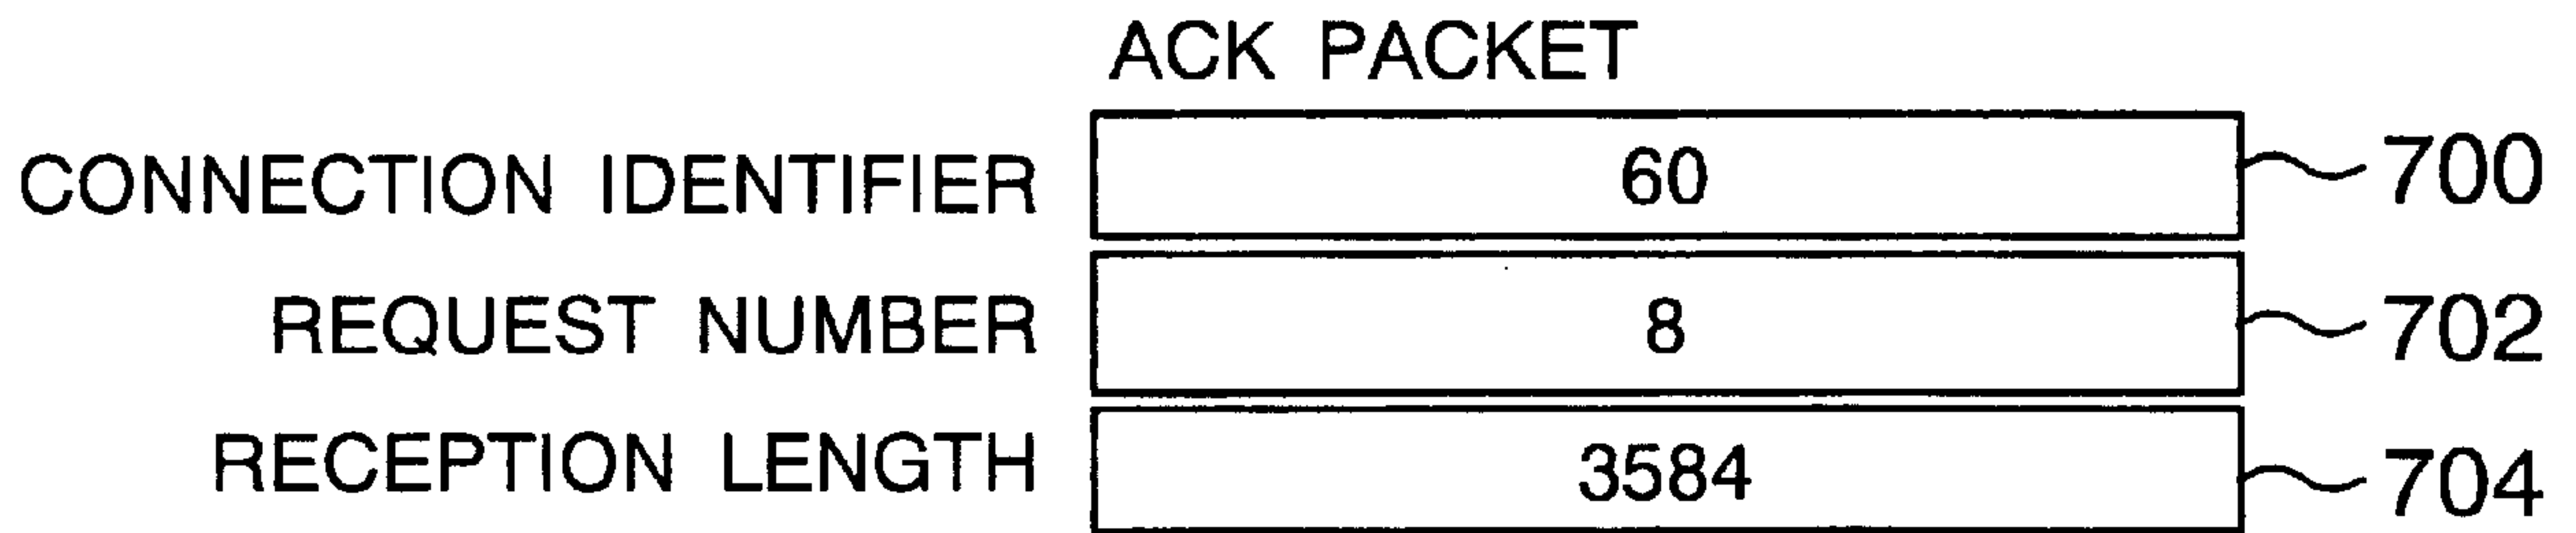 ACK PACKET
CONNECTION IDENTIFIER 60 700
REQUEST NUMBER 8 702
RECEPTION LENGTH 3584 704